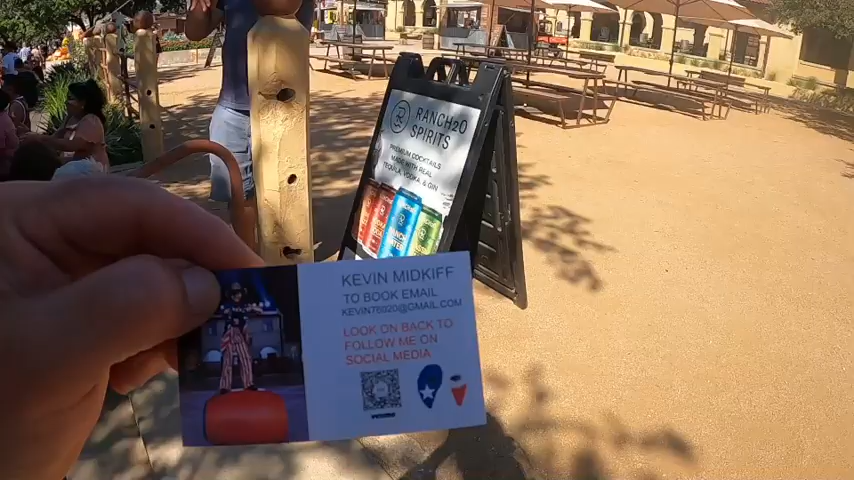 RANCH2O
SPIRITS
PREMIUM COCKTAILS
MADE WITH REAL
TEQUILA, VODKA, & GIN
KEVIN MIDKIFF
TO BOOK EMAIL
KEVIN78020@GMAIL.COM
LOOK ON BACK TO
FOLLOW ME ON
SOCIAL MEDIA